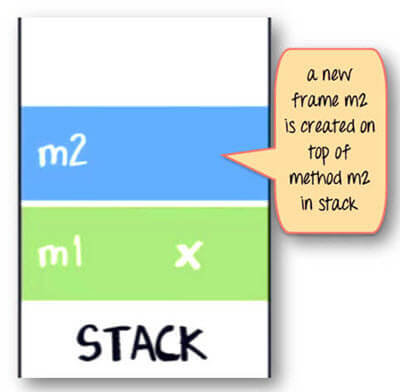 m2
a new
frame m2
is created on
top of
method m2
in stack
m1 x
STACK